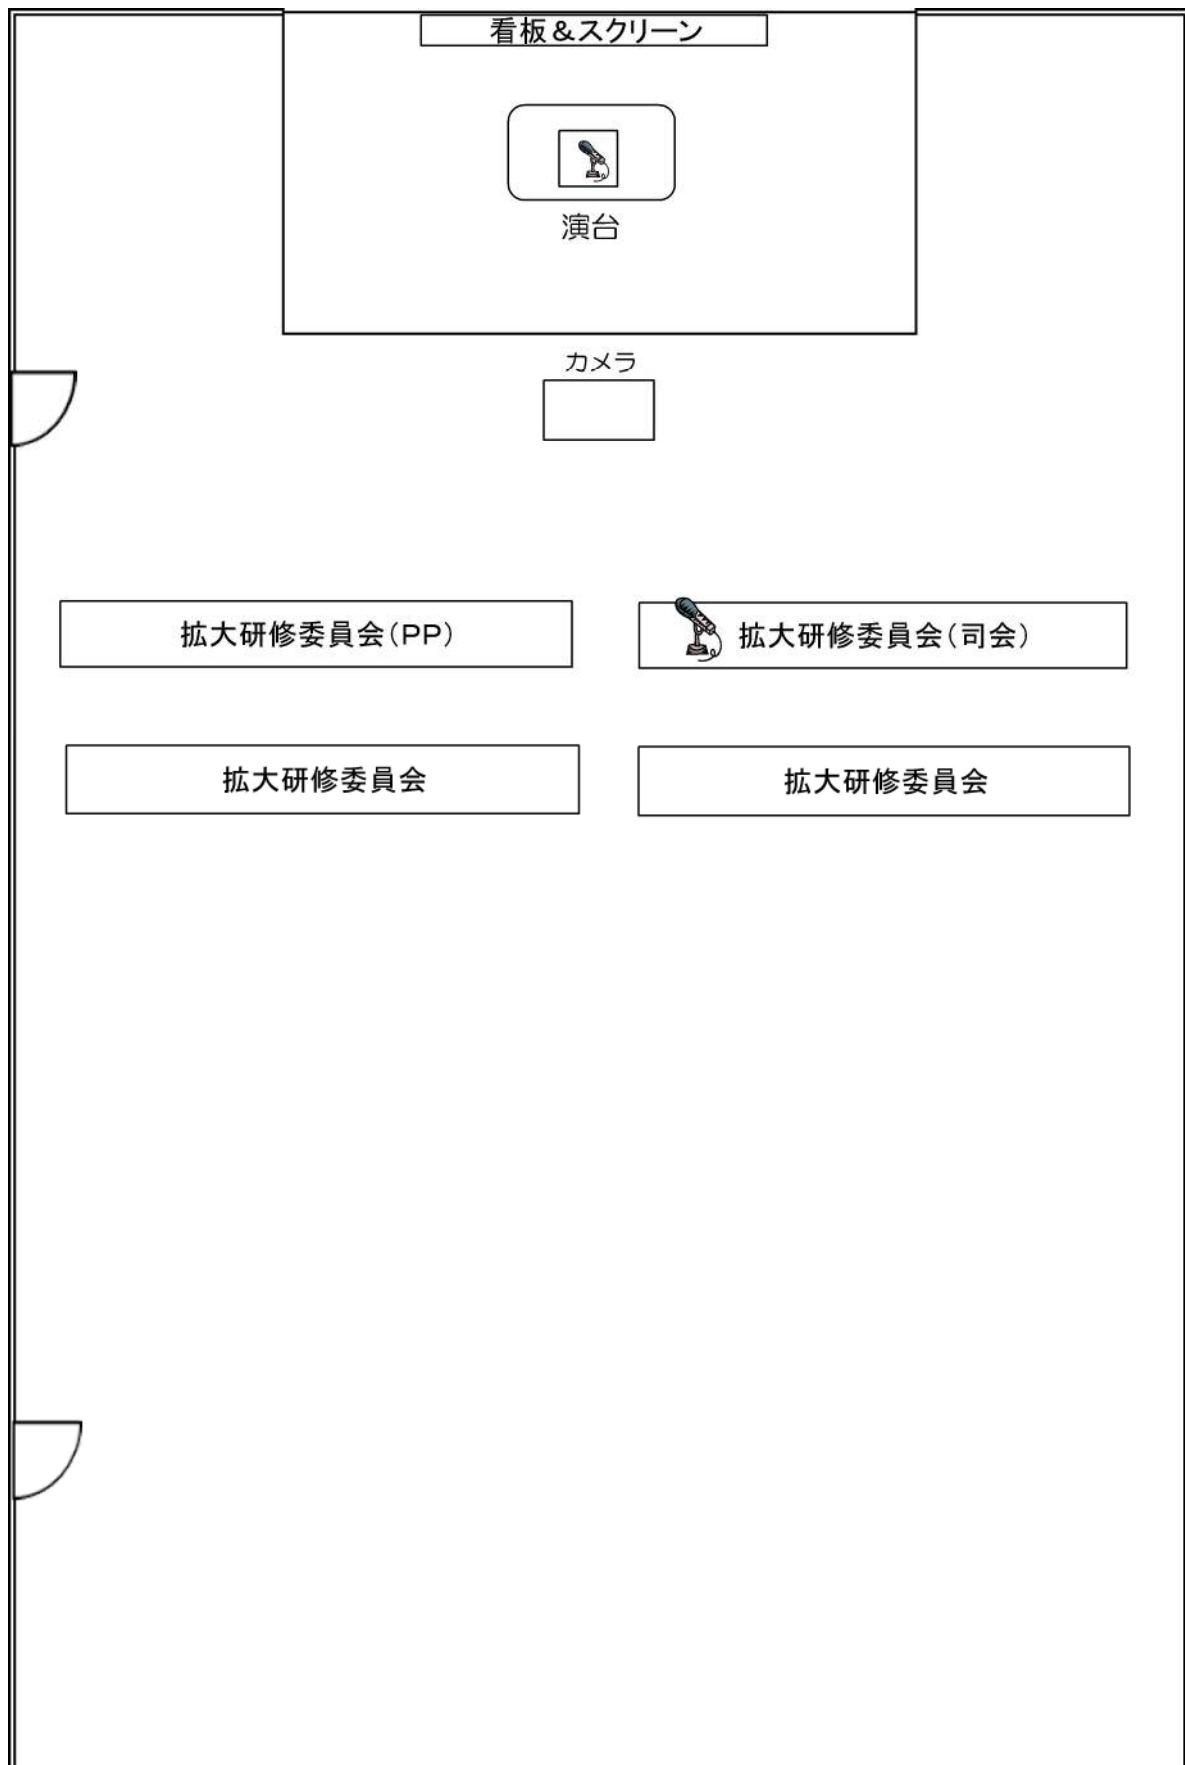 看板＆スクリーン
演台
カメラ
拡大研修委員会（ＰＰ）
拡大研修委員会（司会）
拡大研修委員会
拡大研修委員会